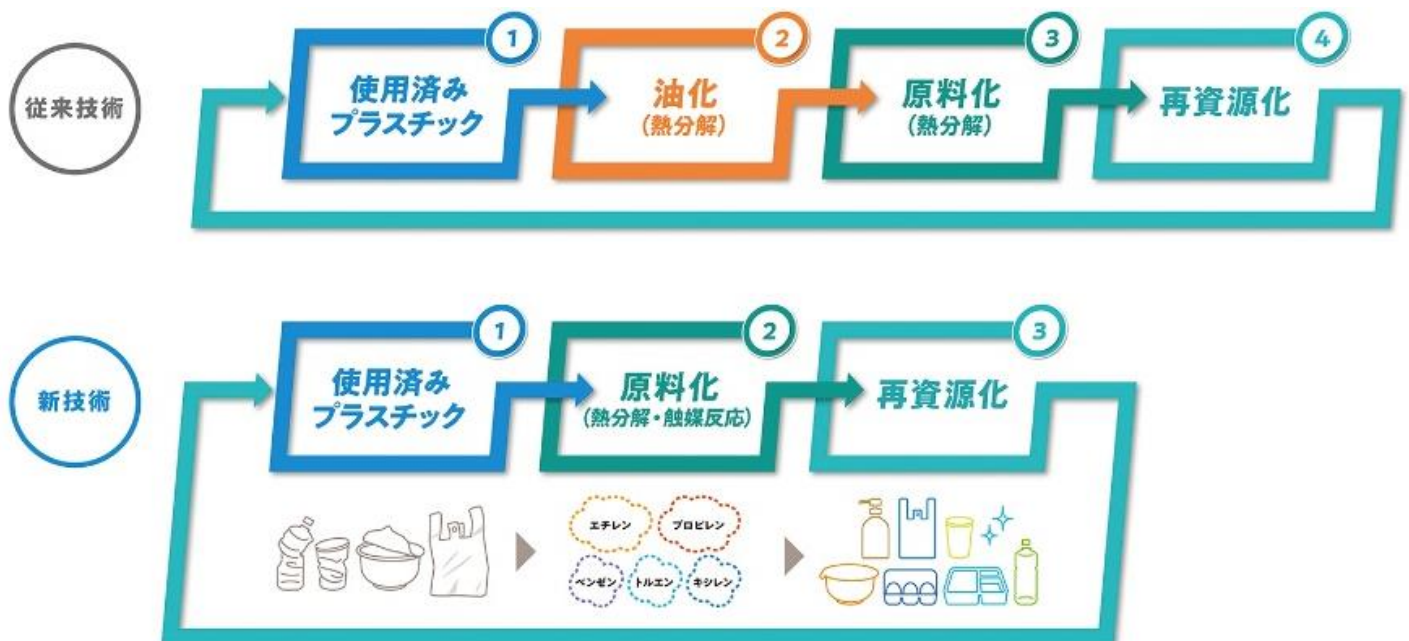 従来技術
1
使用済み
プラスチック
2
油化
(熱分解)
3
原料化
(熱分解)
4
再資源化
新技術
1
使用済み
プラスチック
2
原料化
(熱分解・触媒反応)
3
再資源化
エチレン
プロピレン
ベンゼン
トルエン
キシレン